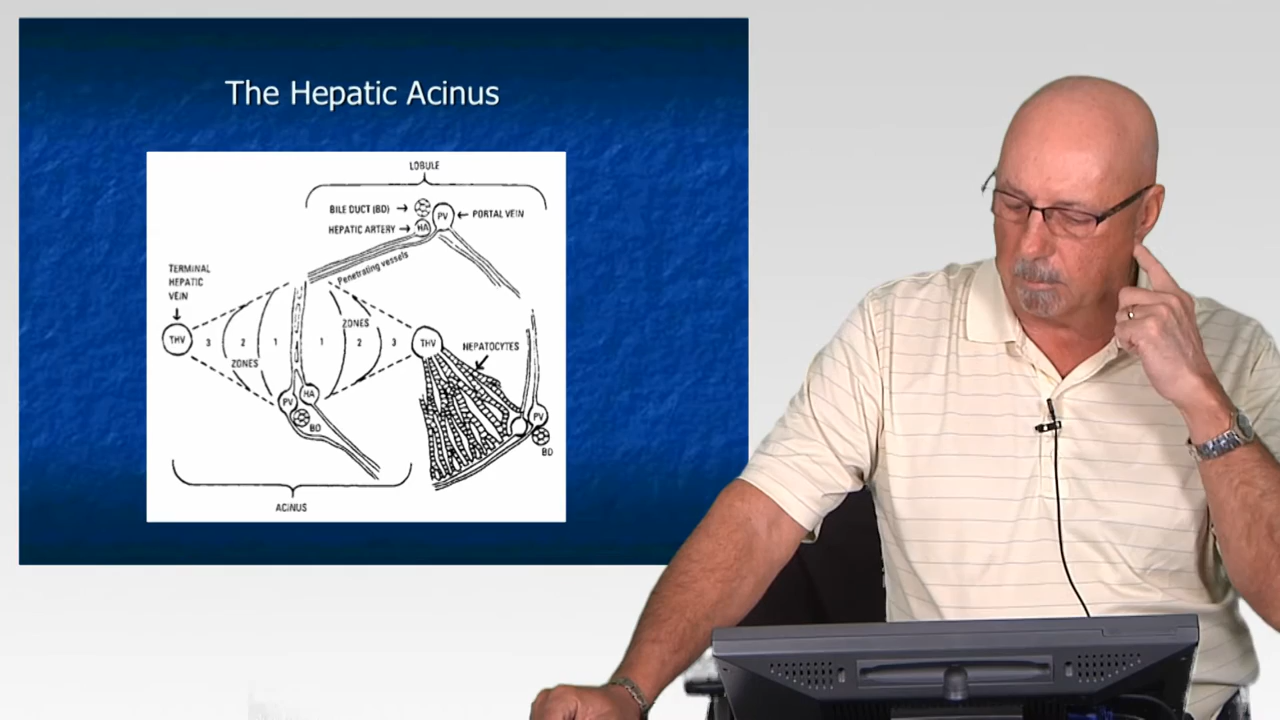 The Hepatic Acinus
LOBULE
BILE DUCT (BD)
PV
PORTAL VEIN
HEPATIC ARTERY
HA
Penetrating vessels
TERMINAL
HEPATIC
VEIN
ZONES
THV
3
2
1
1
2
3
THV
HEPATOCYTES
ZONES
PV
HA
BD
PV
BD
ACINUS